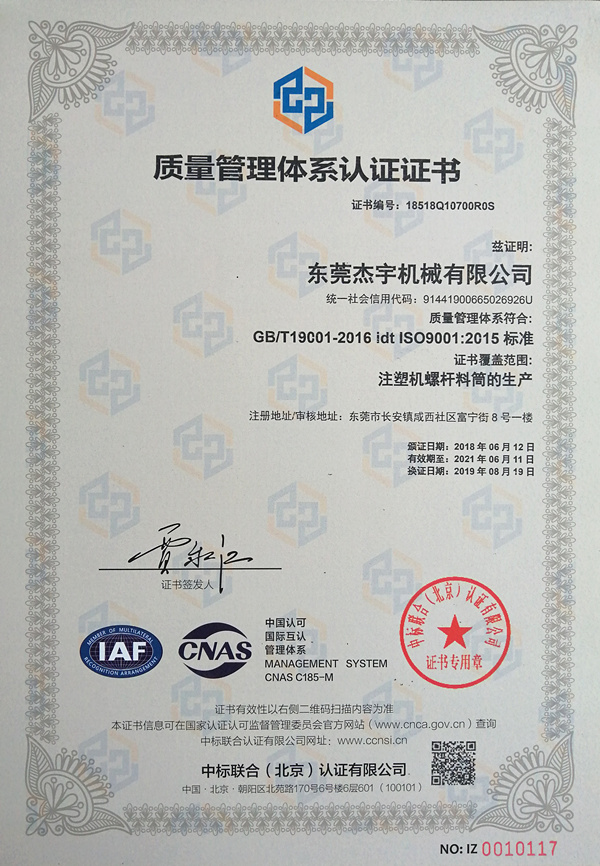 质量管理体系认证证书
证书编号：18518Q10700R0S
兹证明：
东莞杰宇机械有限公司
统一社会信用代码：91441900665026926U
质量管理体系符合：
GB/T19001-2016 idt ISO9001:2015 标准
证书覆盖范围：
注塑机螺杆料筒的生产
注册地址/审核地址：东莞市长安镇咸西社区富宁街 8 号一楼
颁证日期：2018 年 06 月 12 日
有效期至：2021 年 06 月 11 日
换证日期：2019 年 08 月 19 日
证书签发人
MEMBER OF MULTILATERAL
IAF
RECOGNITION ARRANGEMENT
CNAS
中国认可
国际互认
管理体系
MANAGEMENT SYSTEM
CNAS C185-M
中标联合（北京）认证有限公司
证书专用章
证书有效性以右侧二维码扫描内容为准
本证书信息可在国家认证认可监督管理委员会官方网站（www.cnca.gov.cn）查询
中标联合认证有限公司网址：www.ccnsi.cn
中标联合（北京）认证有限公司
中国·北京·朝阳区北苑路170号6号楼6层601（100101）
NO: IZ 0010117